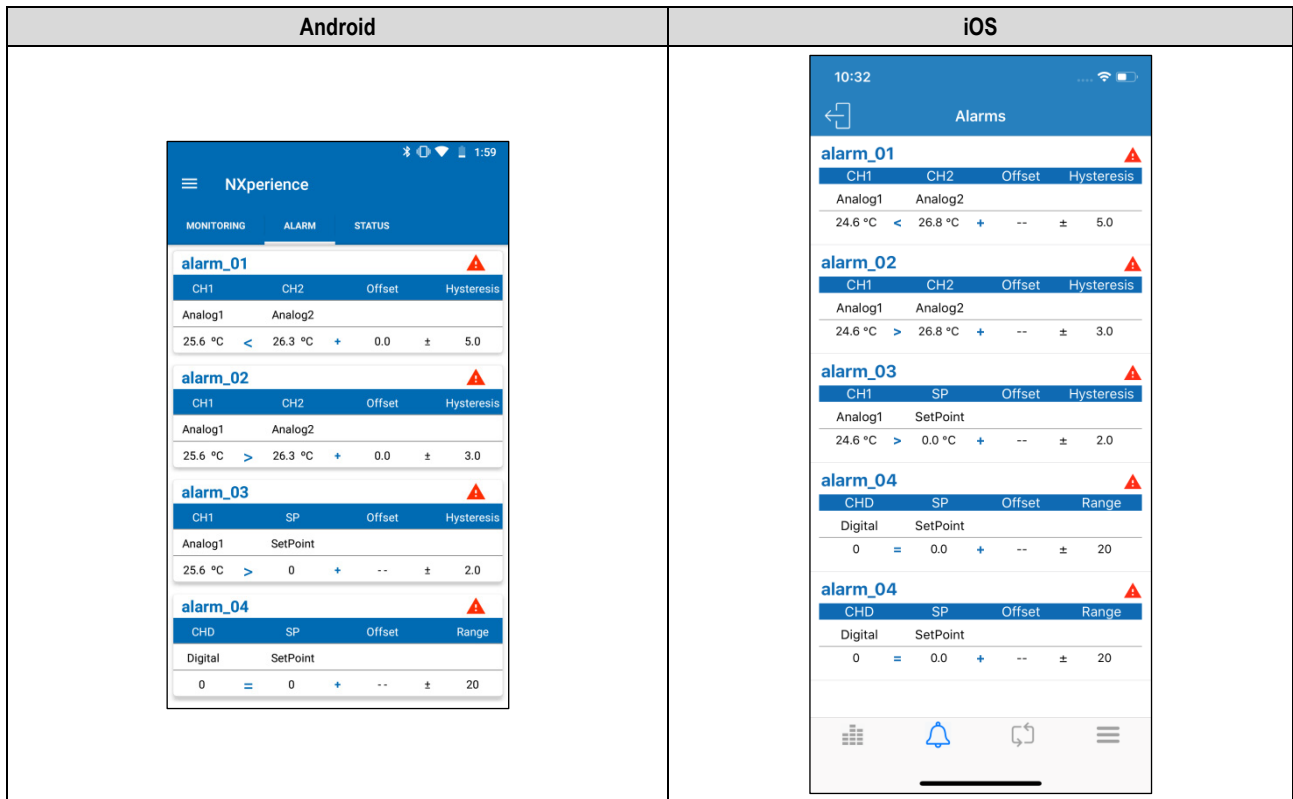 Android
iOS
1:59
NXperience
MONITORING ALARM STATUS
alarm_01
CH1 CH2 Offset Hysteresis
Analog1 Analog2
25.6 ºC < 26.3 ºC + 0.0 ± 5.0
alarm_02
CH1 CH2 Offset Hysteresis
Analog1 Analog2
25.6 ºC > 26.3 ºC + 0.0 ± 3.0
alarm_03
CH1 SP Offset Hysteresis
Analog1 SetPoint
25.6 ºC > 0 + -- ± 2.0
alarm_04
CHD SP Offset Range
Digital SetPoint
0 = 0 + -- ± 20
10:32
Alarms
alarm_01
CH1 CH2 Offset Hysteresis
Analog1 Analog2
24.6 °C < 26.8 °C + -- ± 5.0
alarm_02
CH1 CH2 Offset Hysteresis
Analog1 Analog2
24.6 °C > 26.8 °C + -- ± 3.0
alarm_03
CH1 SP Offset Hysteresis
Analog1 SetPoint
24.6 °C > 0.0 °C + -- ± 2.0
alarm_04
CHD SP Offset Range
Digital SetPoint
0 = 0.0 + -- ± 20
alarm_04
CHD SP Offset Range
Digital SetPoint
0 = 0.0 + -- ± 20